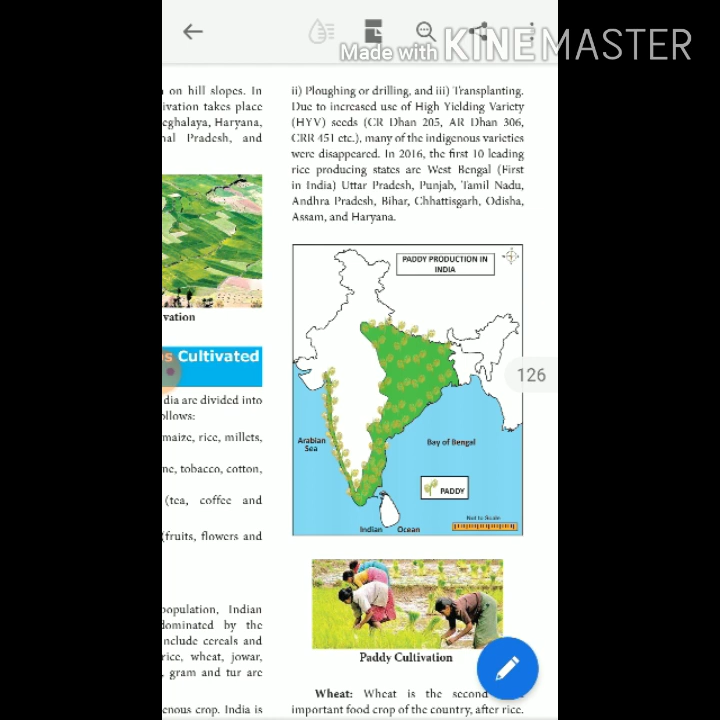 Made with KINEMASTER
on hill slopes. In
ivation takes place
eghalaya, Haryana,
al Pradesh, and
vation
s Cultivated
dia are divided into
ollows:
maize, rice, millets,
ne, tobacco, cotton,
(tea, coffee and
(fruits, flowers and
population, Indian
dominated by the
nclude cereals and
rice, wheat, jowar,
, gram and tur are
enous crop. India is
ii) Ploughing or drilling, and iii) Transplanting.
Due to increased use of High Yielding Variety
(HYV) seeds (CR Dhan 205, AR Dhan 306,
CRR 451 etc.), many of the indigenous varieties
were disappeared. In 2016, the first 10 leading
rice producing states are West Bengal (First
in India) Uttar Pradesh, Punjab, Tamil Nadu,
Andhra Pradesh, Bihar, Chhattisgarh, Odisha,
Assam, and Haryana.
PADDY PRODUCTION IN
INDIA
126
Arabian
Sea
Bay of Bengal
PADDY
Not to Scale
Indian Ocean
Paddy Cultivation
Wheat: Wheat is the second
important food crop of the country, after rice.